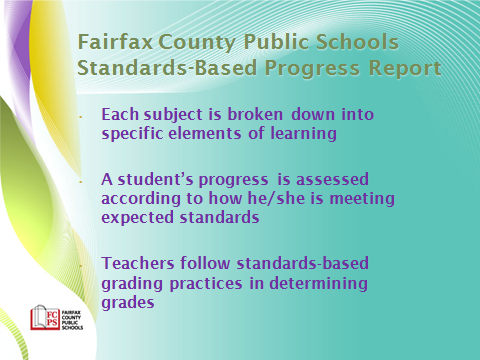 Fairfax County Public Schools
Standards-Based Progress Report
Each subject is broken down into
specific elements of learning
A student's progress is assessed
according to how he/she is meeting
expected standards
Teachers follow standards-based
grading practices in determining
grades
FC
PS
FAIRFAX
COUNTY
PUBLIC
SCHOOLS